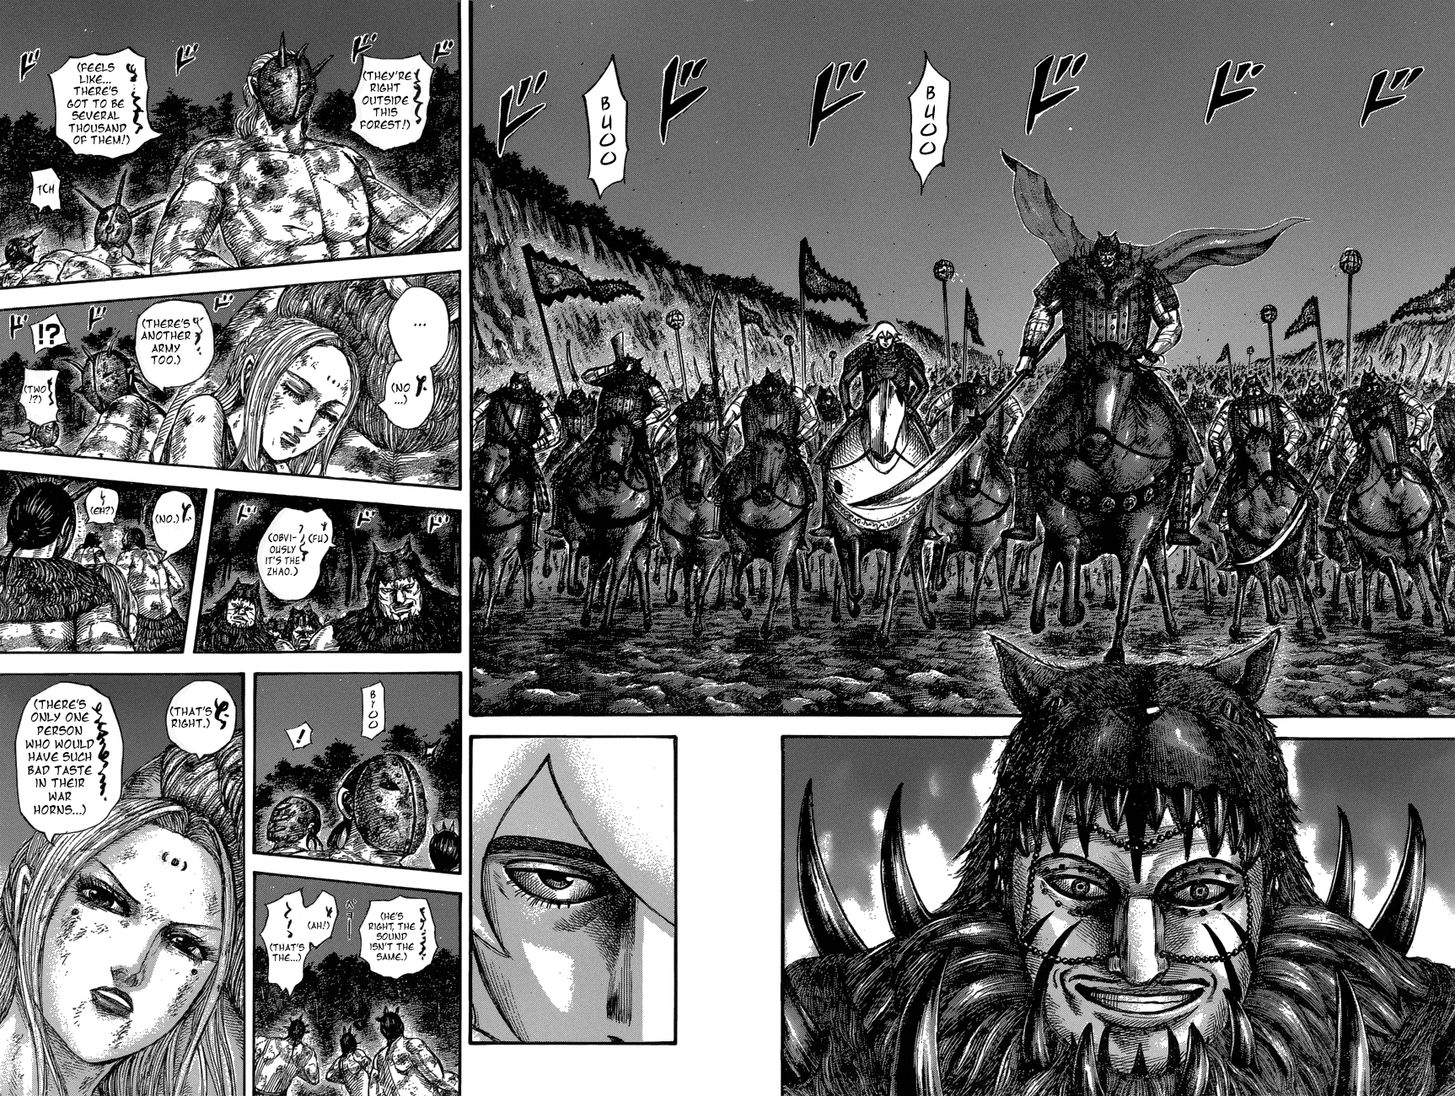 ド
ド
ド
BUOO
ド
ド
BUOO
ド
ド
ド
(THEY'RE
RIGHT
OUTSIDE
THIS
FOREST!)
ド
(FEELS
LIKE...
THERE'S
GOT TO BE
SEVERAL
THOUSAND
OF THEM!)
ド
TCH
...
(NO
...)
ド
(THERE'S
ANOTHER
ARMY
TOO.)
ド
!?
ド
(TWO
!?)
ド
ド
(FU)
(OBVI-
OUSLY
IT'S THE
ZHAO.)
ド
(NO.)
(EH?)
BUOO
!
(HE'S
RIGHT, THE
SOUND
ISN'T THE
SAME.)
(AH!)
(THAT'S
THE...)
(THAT'S
RIGHT.)
(THERE'S
ONLY ONE
PERSON
WHO WOULD
HAVE SUCH
BAD TASTE
IN THEIR
WAR
HORNS...)